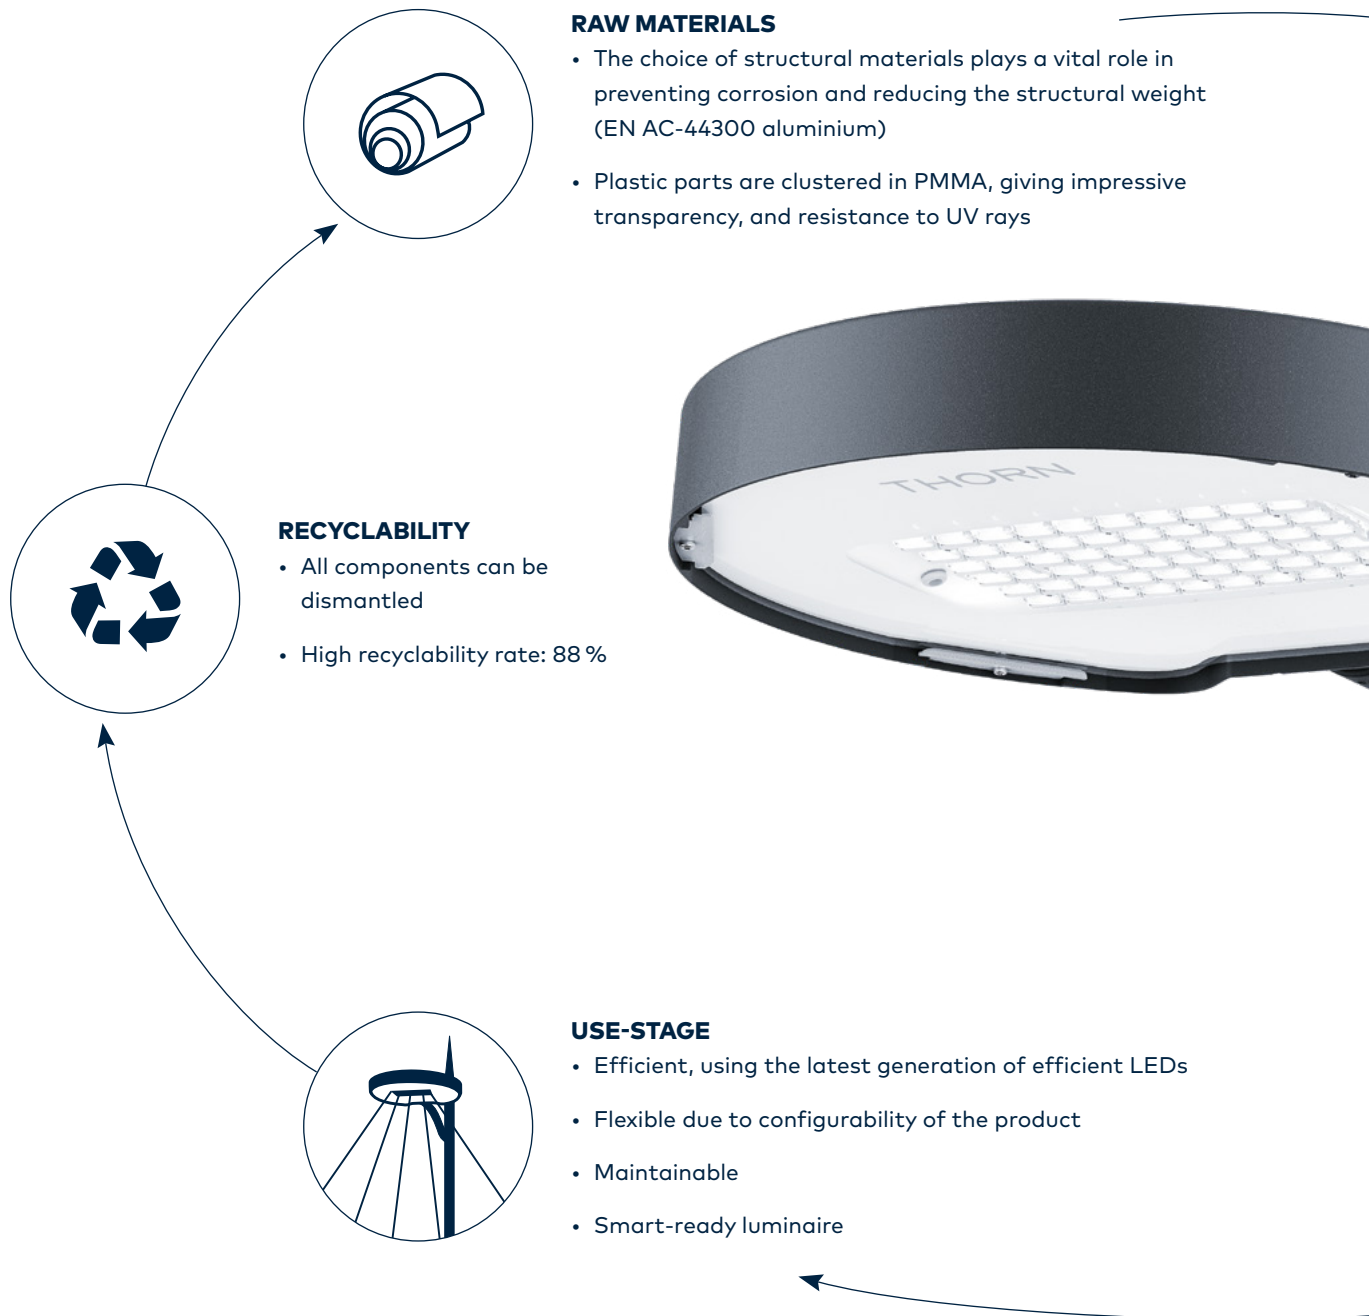 RAW MATERIALS
• The choice of structural materials plays a vital role in
preventing corrosion and reducing the structural weight
(EN AC-44300 aluminium)
• Plastic parts are clustered in PMMA, giving impressive
transparency, and resistance to UV rays
THORN
RECYCLABILITY
• All components can be
dismantled
• High recyclability rate: 88 %
USE-STAGE
• Efficient, using the latest generation of efficient LEDs
• Flexible due to configurability of the product
• Maintainable
• Smart-ready luminaire